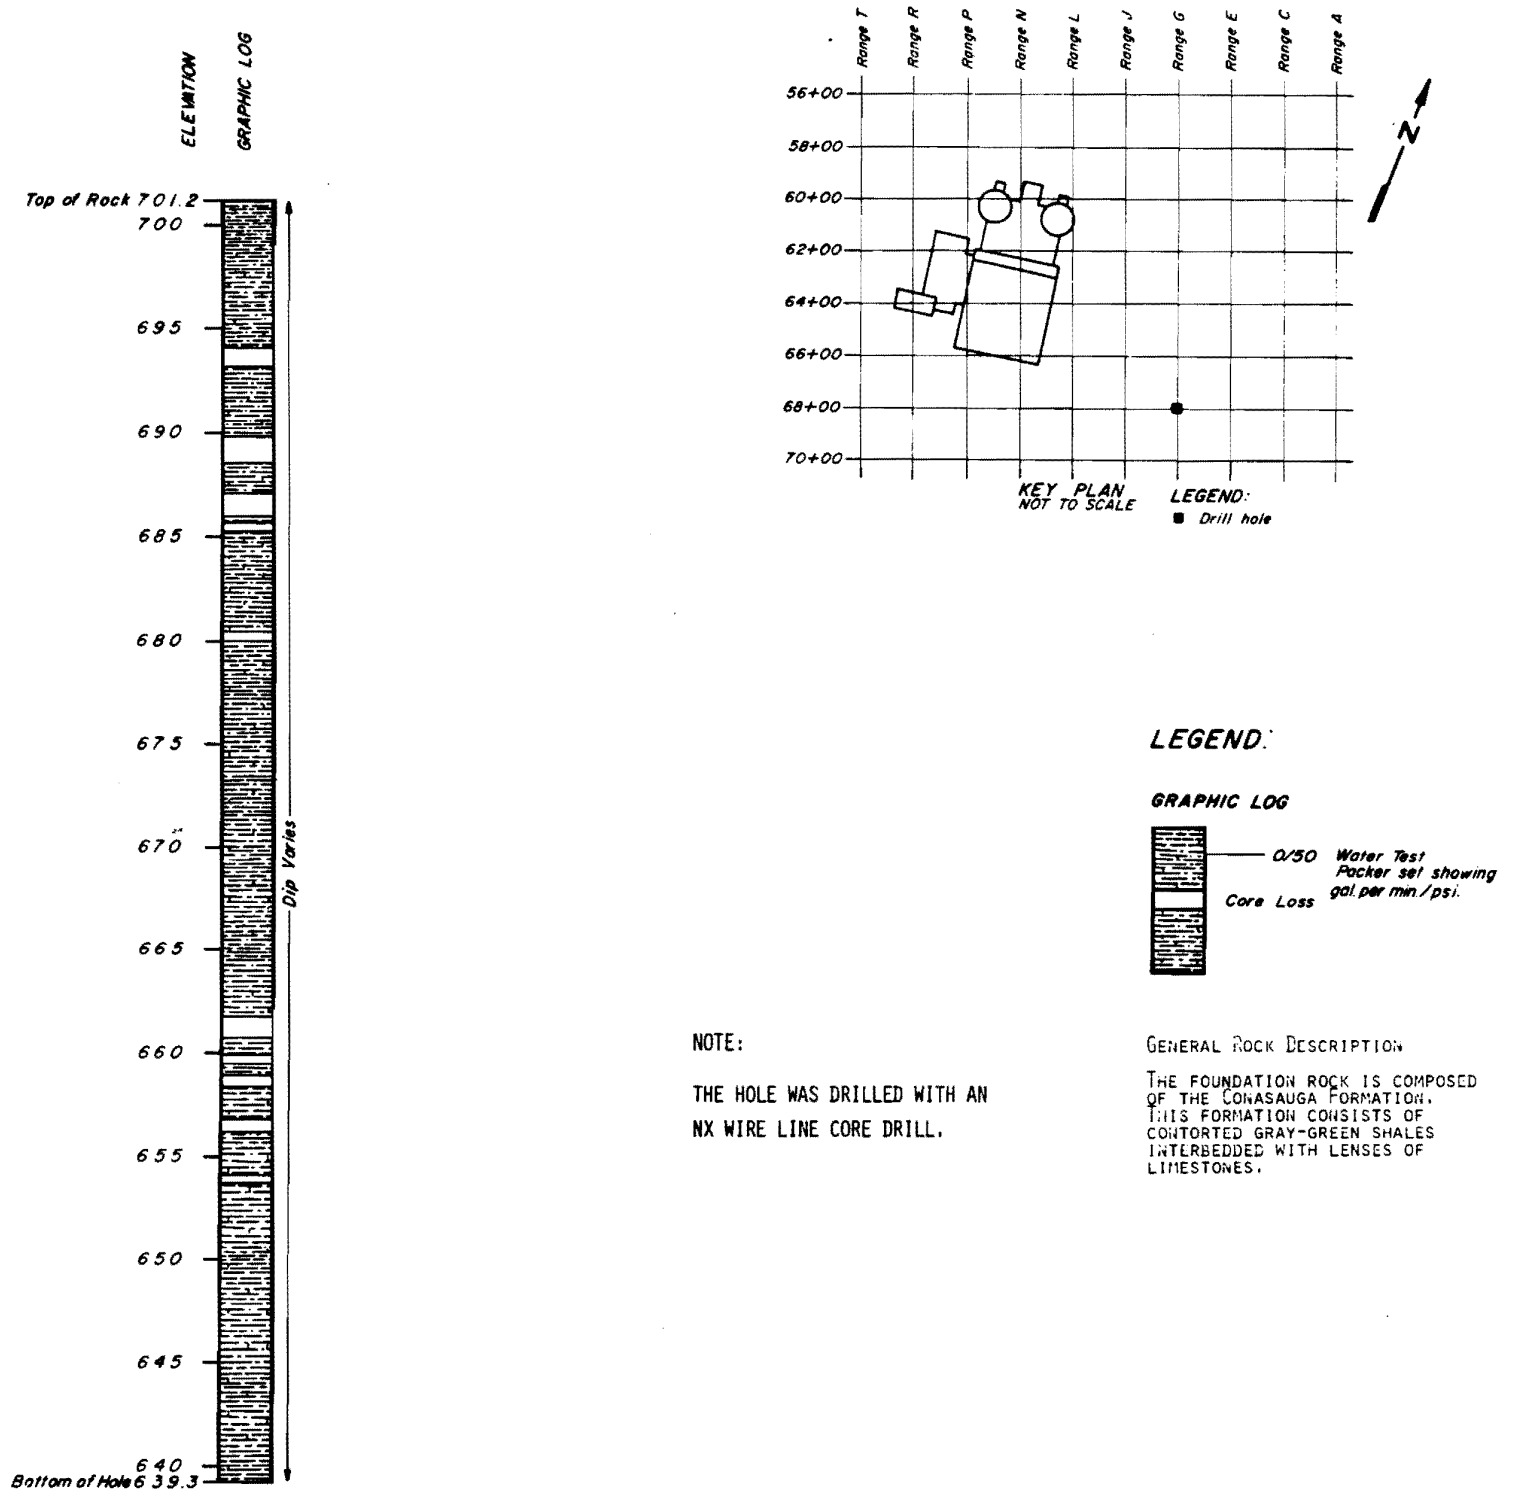 ELEVATION
GRAPHIC LOG
Top of Rock 701.2
700
695
690
685
680
675
670
665
660
655
650
645
640
Bottom of Hole 639.3
Dip Varies
Range T
Range R
Range P
Range N
Range L
Range J
Range G
Range E
Range C
Range A
56+00
58+00
60+00
62+00
64+00
66+00
68+00
70+00
N
KEY PLAN
NOT TO SCALE
LEGEND:
Drill hole
LEGEND:
GRAPHIC LOG
0/50 Water Test
Packer set showing
gal. per min./psi.
Core Loss
NOTE:
THE HOLE WAS DRILLED WITH AN
NX WIRE LINE CORE DRILL.
GENERAL ROCK DESCRIPTION
THE FOUNDATION ROCK IS COMPOSED
OF THE CONASAUGA FORMATION.
THIS FORMATION CONSISTS OF
CONTORTED GRAY-GREEN SHALES
INTERBEDDED WITH LENSES OF
LIMESTONES.